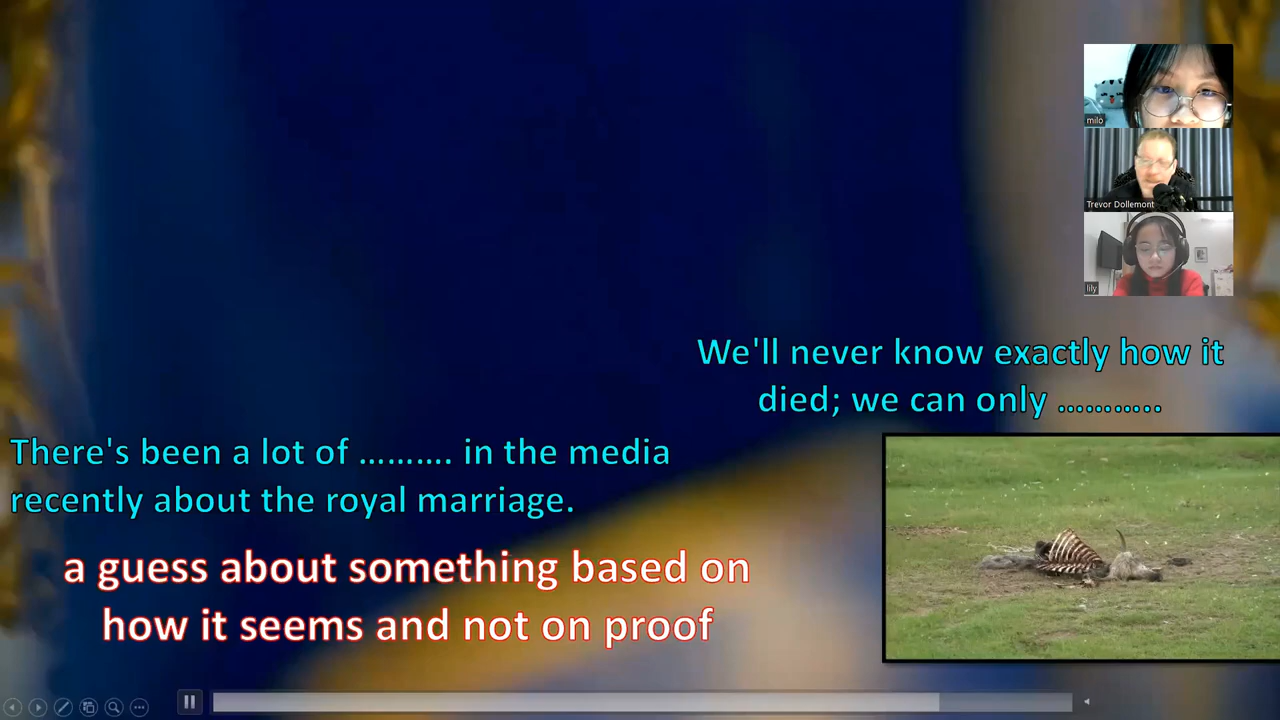 milo
Trevor Dollemont
lily
We'll never know exactly how it
died; we can only ...........
There's been a lot of .......... in the media
recently about the royal marriage.
a guess about something based on
how it seems and not on proof